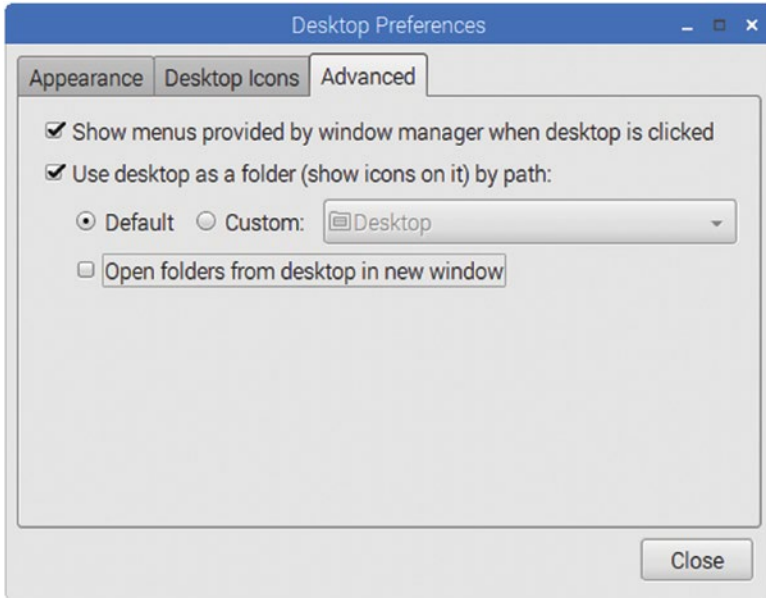 Desktop Preferences
Appearance Desktop Icons Advanced
Show menus provided by window manager when desktop is clicked
Use desktop as a folder (show icons on it) by path:
Default Custom: Desktop
Open folders from desktop in new window
Close